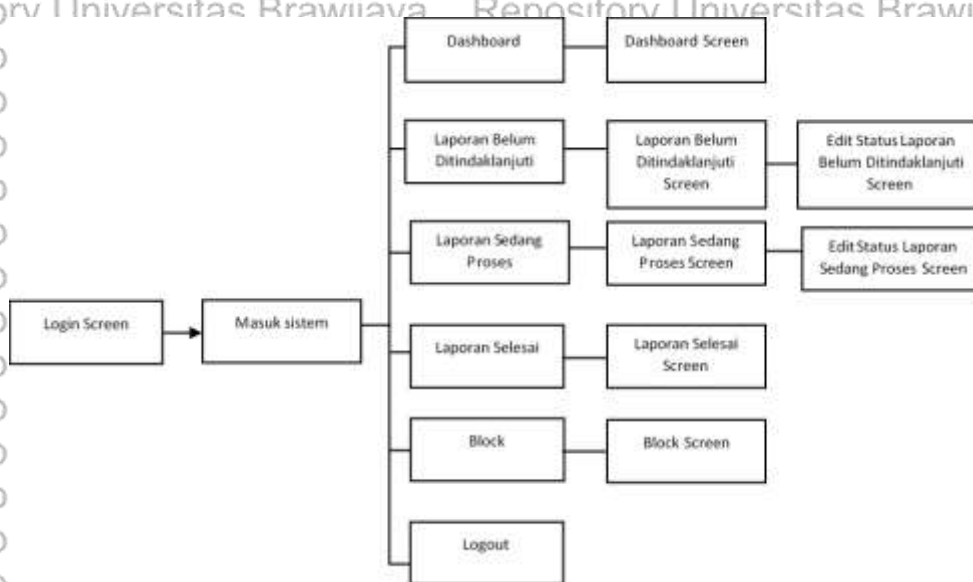 ory Universitas Brawijaya
Repository Universitas Brawij
Dashboard
Dashboard Screen
Laporan Belum
Ditindaklanjuti
Laporan Belum
Ditindaklanjuti
Screen
Edit Status Laporan
Belum Ditindaklanjuti
Screen
Laporan Sedang
Proses
Laporan Sedang
Proses Screen
Edit Status Laporan
Sedang Proses Screen
Login Screen
Masuk sistem
Laporan Selesai
Laporan Selesai
Screen
Block
Block Screen
Logout